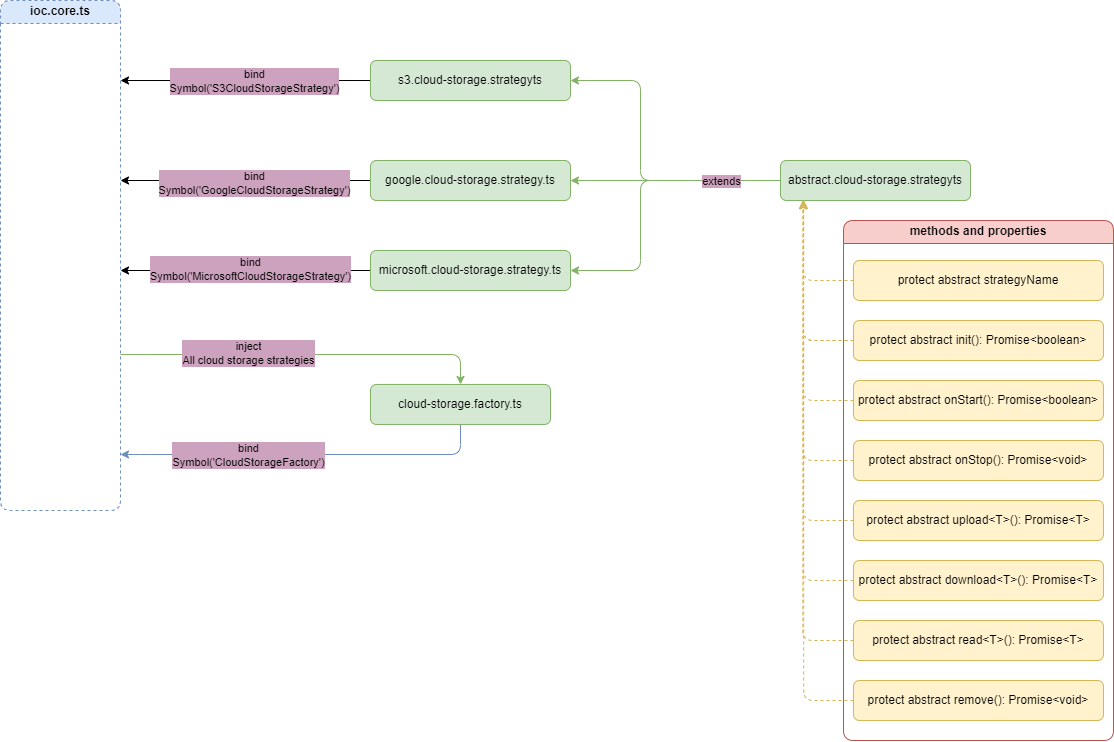 ioc.core.ts
bind
Symbol('S3CloudStorageStrategy')
s3.cloud-storage.strategyts
bind
Symbol('GoogleCloudStorageStrategy')
google.cloud-storage.strategy.ts
extends
abstract.cloud-storage.strategyts
bind
Symbol('MicrosoftCloudStorageStrategy')
microsoft.cloud-storage.strategy.ts
inject
All cloud storage strategies
cloud-storage.factory.ts
bind
Symbol('CloudStorageFactory')
methods and properties
protect abstract strategyName
protect abstract init(): Promise<boolean>
protect abstract onStart(): Promise<boolean>
protect abstract onStop(): Promise<void>
protect abstract upload<T>(): Promise<T>
protect abstract download<T>(): Promise<T>
protect abstract read<T>(): Promise<T>
protect abstract remove(): Promise<void>